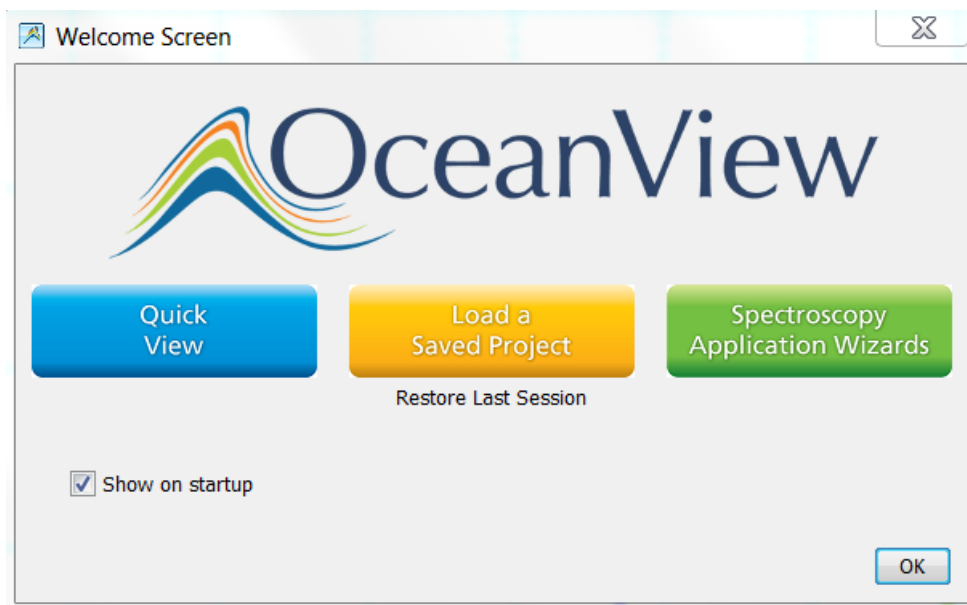 Welcome Screen
OceanView
Quick
View
Load a
Saved Project
Spectroscopy
Application Wizards
Restore Last Session
Show on startup
OK